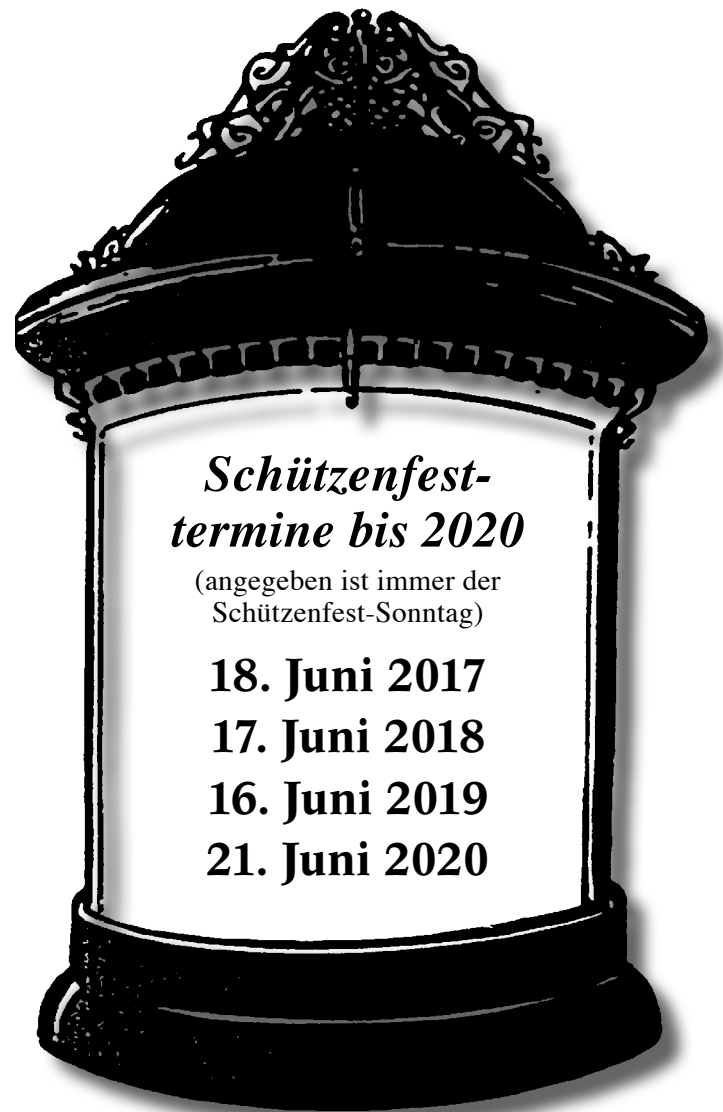 Schützenfest-
termine bis 2020
(angegeben ist immer der
Schützenfest-Sonntag)
18. Juni 2017
17. Juni 2018
16. Juni 2019
21. Juni 2020